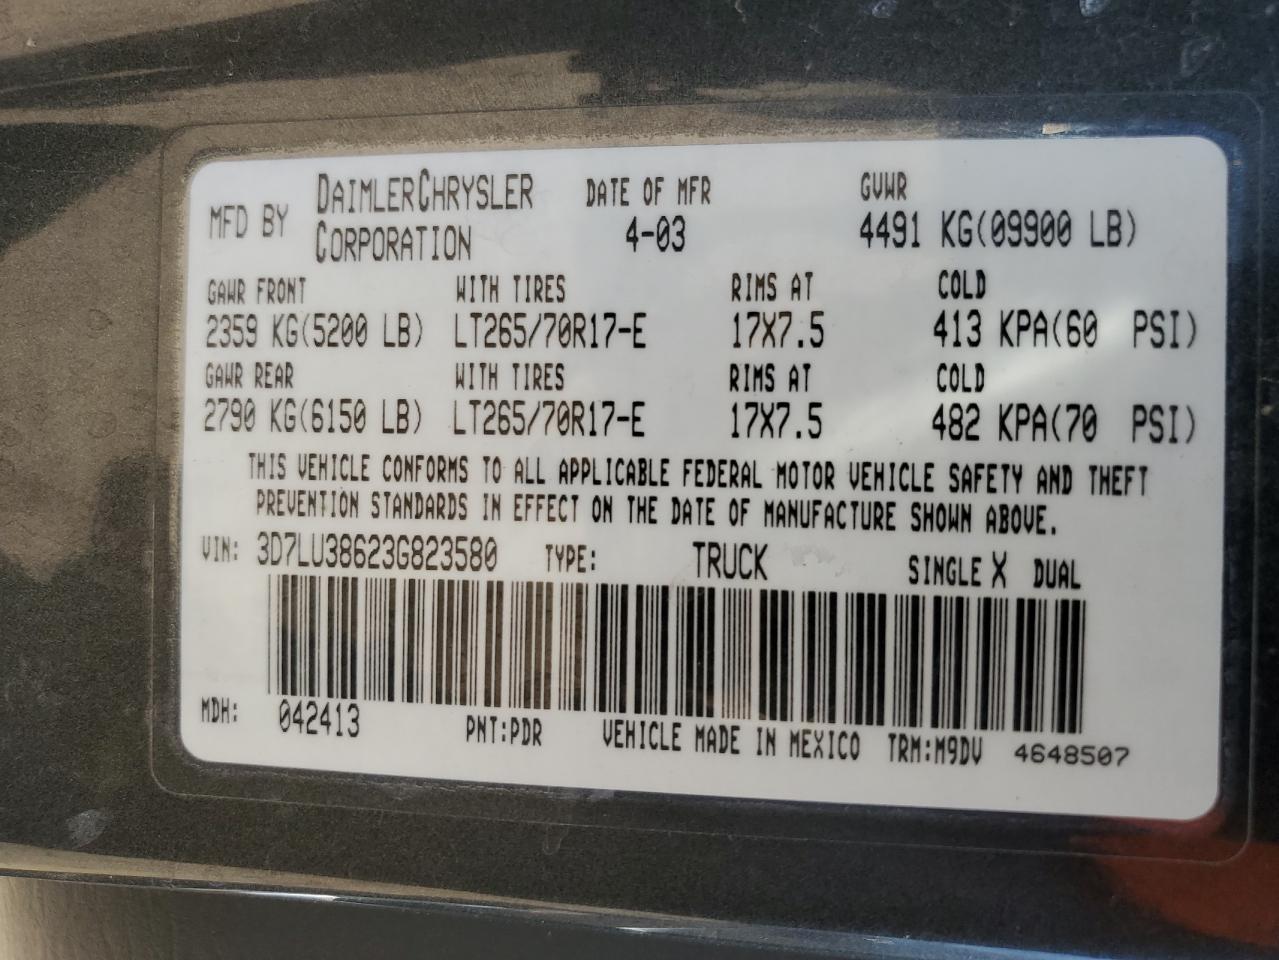 MFD BY DAIMLERCHRYSLER CORPORATION DATE OF MFR 4-03 GVWR 4491 KG(09900 LB)
GAWR FRONT WITH TIRES RIMS AT COLD
2359 KG(5200 LB) LT265/70R17-E 17X7.5 413 KPA(60 PSI)
GAWR REAR WITH TIRES RIMS AT COLD
2790 KG(6150 LB) LT265/70R17-E 17X7.5 482 KPA(70 PSI)
THIS VEHICLE CONFORMS TO ALL APPLICABLE FEDERAL MOTOR VEHICLE SAFETY AND THEFT
PREVENTION STANDARDS IN EFFECT ON THE DATE OF MANUFACTURE SHOWN ABOVE.
VIN: 3D7LU38623G823580 TYPE: TRUCK SINGLE X DUAL
MDH: 042413 PNT:PDR VEHICLE MADE IN MEXICO TRM:M9DV 4648507